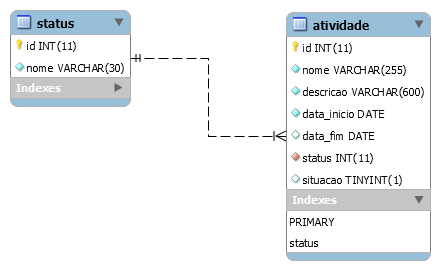 status
id INT(11)
nome VARCHAR(30)
Indexes
atividade
id INT(11)
nome VARCHAR(255)
descricao VARCHAR(600)
data_inicio DATE
data_fim DATE
status INT(11)
situacao TINYINT(1)
Indexes
PRIMARY
status